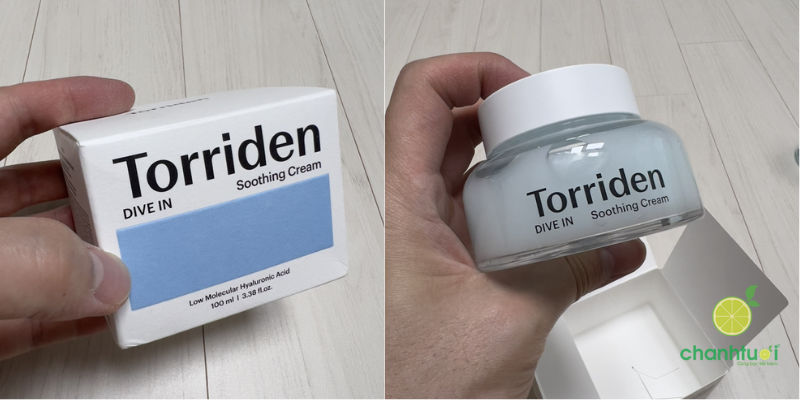 Torriden
DIVE IN Soothing Cream
Low Molecular Hyaluronic Acid
100 ml | 3.38 fl.oz.
Torriden
DIVE IN Soothing Cream
chanhtươi